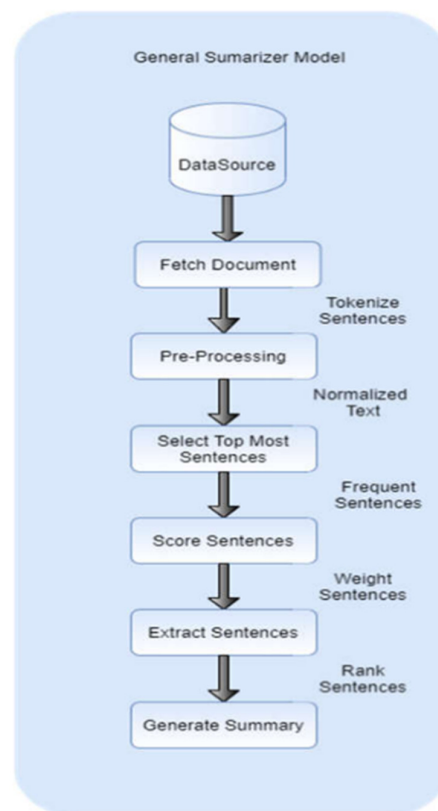 General Sumarizer Model
DataSource
Fetch Document
Tokenize
Sentences
Pre-Processing
Normalized
Text
Select Top Most
Sentences
Frequent
Sentences
Score Sentences
Weight
Sentences
Extract Sentences
Rank
Sentences
Generate Summary